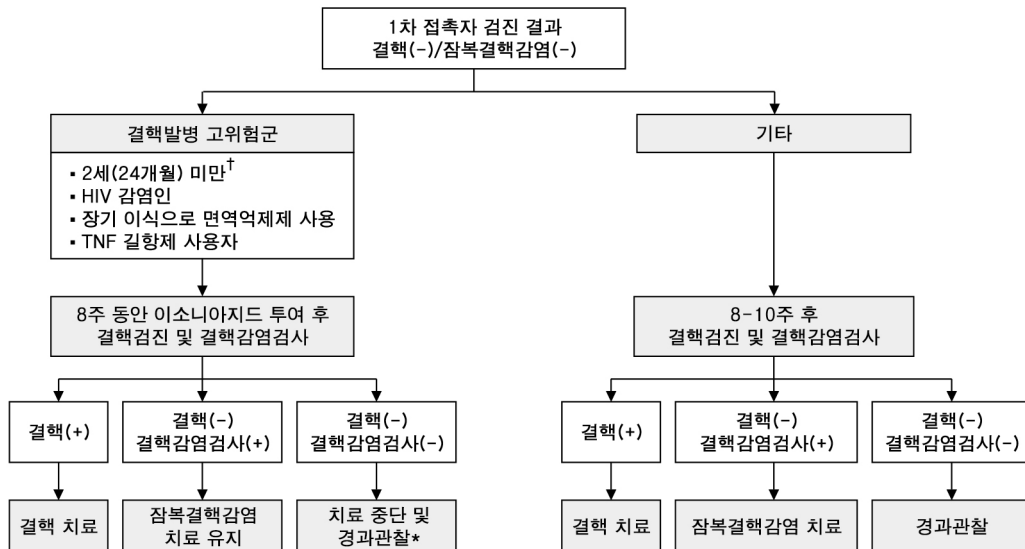 1차 접촉자 검진 결과
결핵(-)/잠복결핵감염(-)
결핵발병 고위험군
▪ 2세(24개월) 미만†
▪ HIV 감염인
▪ 장기 이식으로 면역억제제 사용
▪ TNF 길항제 사용자
기타
8주 동안 이소니아지드 투여 후
결핵검진 및 결핵감염검사
8-10주 후
결핵검진 및 결핵감염검사
결핵(+)
결핵(-)
결핵감염검사(+)
결핵(-)
결핵감염검사(-)
결핵(+)
결핵(-)
결핵감염검사(+)
결핵(-)
결핵감염검사(-)
결핵 치료
잠복결핵감염
치료 유지
치료 중단 및
경과관찰*
결핵 치료
잠복결핵감염 치료
경과관찰